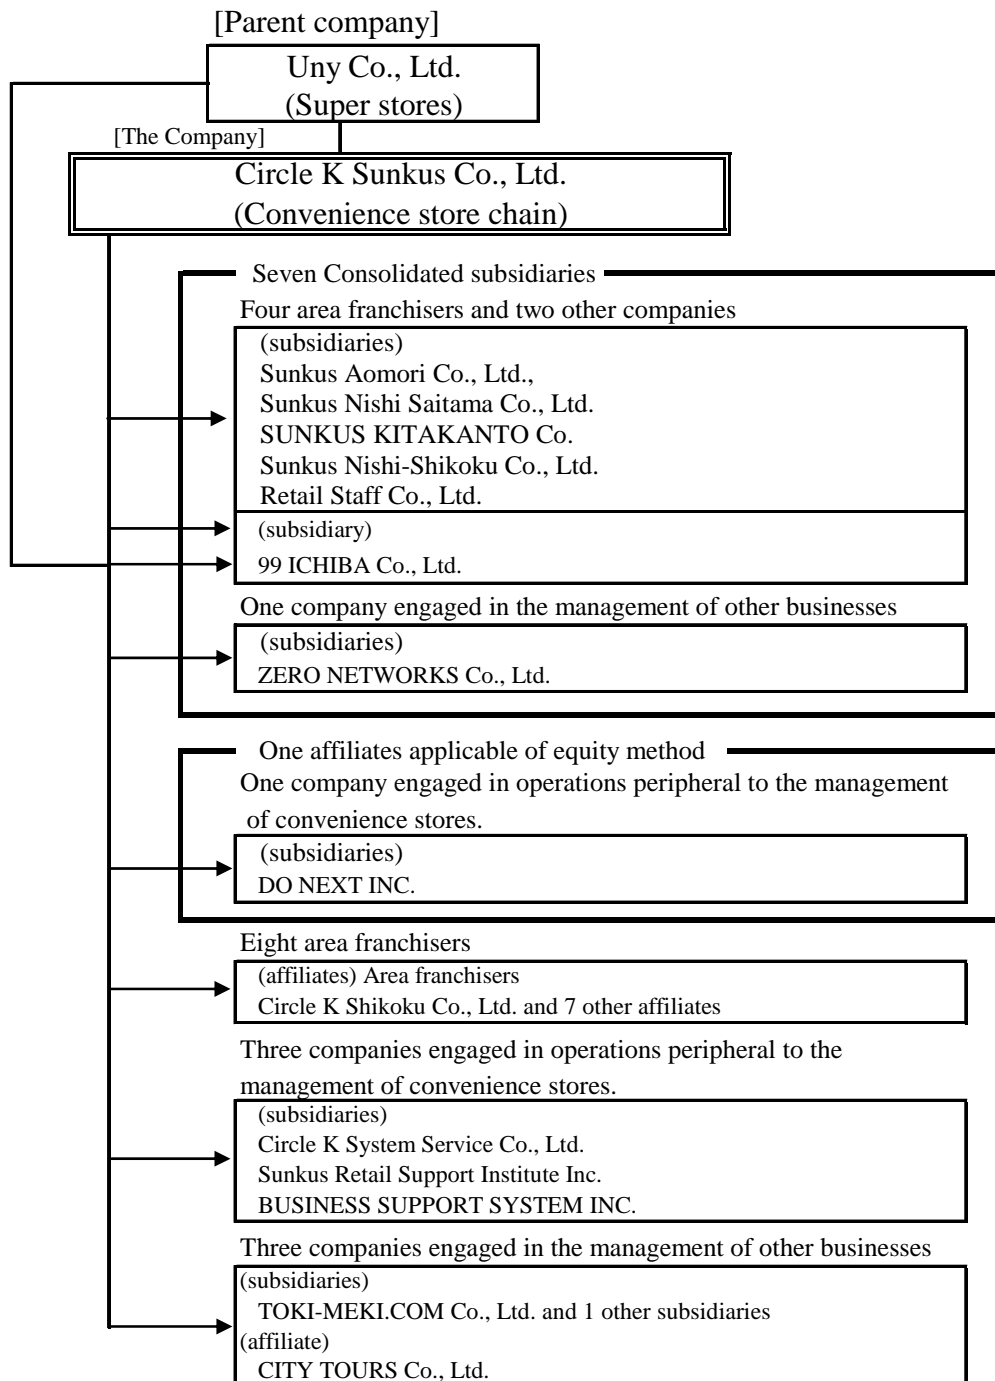 [Parent company]
Uny Co., Ltd.
(Super stores)
[The Company]
Circle K Sunkus Co., Ltd.
(Convenience store chain)
Seven Consolidated subsidiaries
Four area franchisers and two other companies
(subsidiaries)
Sunkus Aomori Co., Ltd.,
Sunkus Nishi Saitama Co., Ltd.
SUNKUS KITAKANTO Co.
Sunkus Nishi-Shikoku Co., Ltd.
Retail Staff Co., Ltd.
(subsidiary)
99 ICHIBA Co., Ltd.
One company engaged in the management of other businesses
(subsidiaries)
ZERO NETWORKS Co., Ltd.
One affiliates applicable of equity method
One company engaged in operations peripheral to the management
of convenience stores.
(subsidiaries)
DO NEXT INC.
Eight area franchisers
(affiliates) Area franchisers
Circle K Shikoku Co., Ltd. and 7 other affiliates
Three companies engaged in operations peripheral to the
management of convenience stores.
(subsidiaries)
Circle K System Service Co., Ltd.
Sunkus Retail Support Institute Inc.
BUSINESS SUPPORT SYSTEM INC.
Three companies engaged in the management of other businesses
(subsidiaries)
TOKI-MEKI.COM Co., Ltd. and 1 other subsidiaries
(affiliate)
CITY TOURS Co., Ltd.